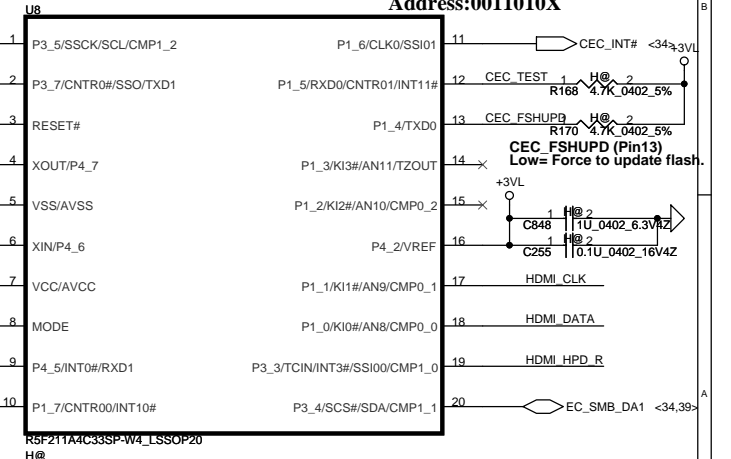 Address:0011010X
B
U8
1 P3_5/SSCK/SCL/CMP1_2 P1_6/CLK0/SSI01 11 CEC_INT# <34>
+3VL
2 P3_7/CNTR0#/SSO/TXD1 P1_5/RXD0/CNTR01/INT11# 12 CEC_TEST 1 H@ 2
R168 4.7K_0402_5%
3 RESET# P1_4/TXD0 13 CEC_FSHUPD 1 H@ 2
R170 4.7K_0402_5%
CEC_FSHUPD (Pin13)
Low= Force to update flash.
4 XOUT/P4_7 P1_3/KI3#/AN11/TZOUT 14
+3VL
5 VSS/AVSS P1_2/KI2#/AN10/CMP0_2 15
1 H@ 2
C848 1U_0402_6.3V4Z
6 XIN/P4_6 P4_2/VREF 16 1 H@ 2
C255 0.1U_0402_16V4Z
7 VCC/AVCC P1_1/KI1#/AN9/CMP0_1 17 HDMI_CLK
8 MODE P1_0/KI0#/AN8/CMP0_0 18 HDMI_DATA
9 P4_5/INT0#/RXD1 P3_3/TCIN/INT3#/SSI00/CMP1_0 19 HDMI_HPD_R
A
10 P1_7/CNTR00/INT10# P3_4/SCS#/SDA/CMP1_1 20 EC_SMB_DA1 <34,39>
R5F211A4C33SP-W4_LSSOP20
H@